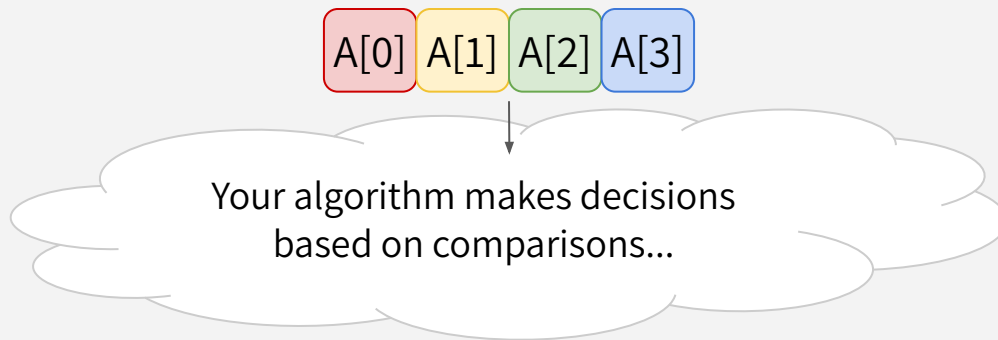 A[0] A[1] A[2] A[3]
Your algorithm makes decisions
based on comparisons...